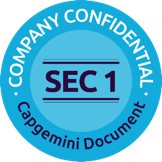 · COMPANY CONFIDENTIAL ·
SEC 1
Capgemini Document